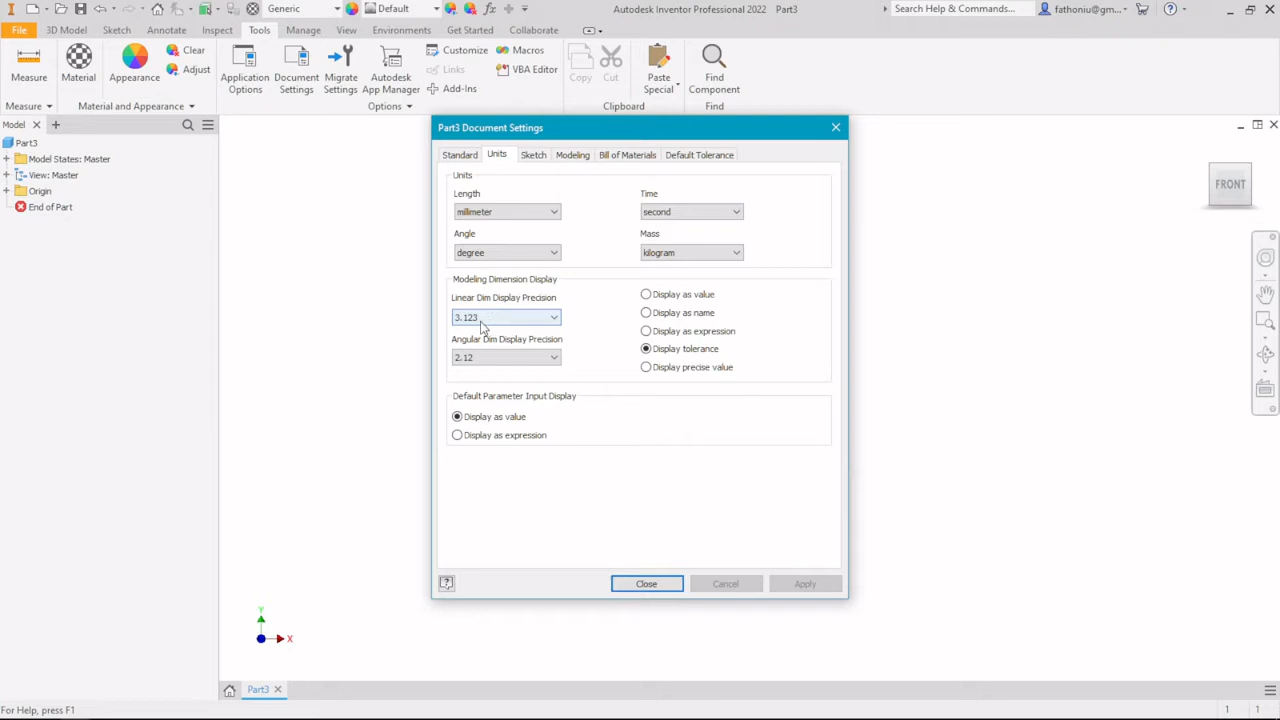 Generic
Default
Autodesk Inventor Professional 2022 Part3
Search Help & Commands...
fathoniu@gm...
File
3D Model
Sketch
Annotate
Inspect
Tools
Manage
View
Environments
Get Started
Collaborate
Measure
Material
Appearance
Clear
Adjust
Application Options
Document Settings
Migrate Settings
Autodesk App Manager
Customize
Links
Add-Ins
Macros
VBA Editor
Copy
Cut
Paste Special
Find Component
Measure
Material and Appearance
Options
Clipboard
Find
Model
Part3
Model States: Master
View: Master
Origin
End of Part
Part3 Document Settings
Standard
Units
Sketch
Modeling
Bill of Materials
Default Tolerance
Units
Length
Time
millimeter
second
Angle
Mass
degree
kilogram
Modeling Dimension Display
Linear Dim Display Precision
3.123
Angular Dim Display Precision
2.12
Display as value
Display as name
Display as expression
Display tolerance
Display precise value
Default Parameter Input Display
Display as value
Display as expression
Close
Cancel
Apply
FRONT
Y
X
Part3
For Help, press F1
1
1